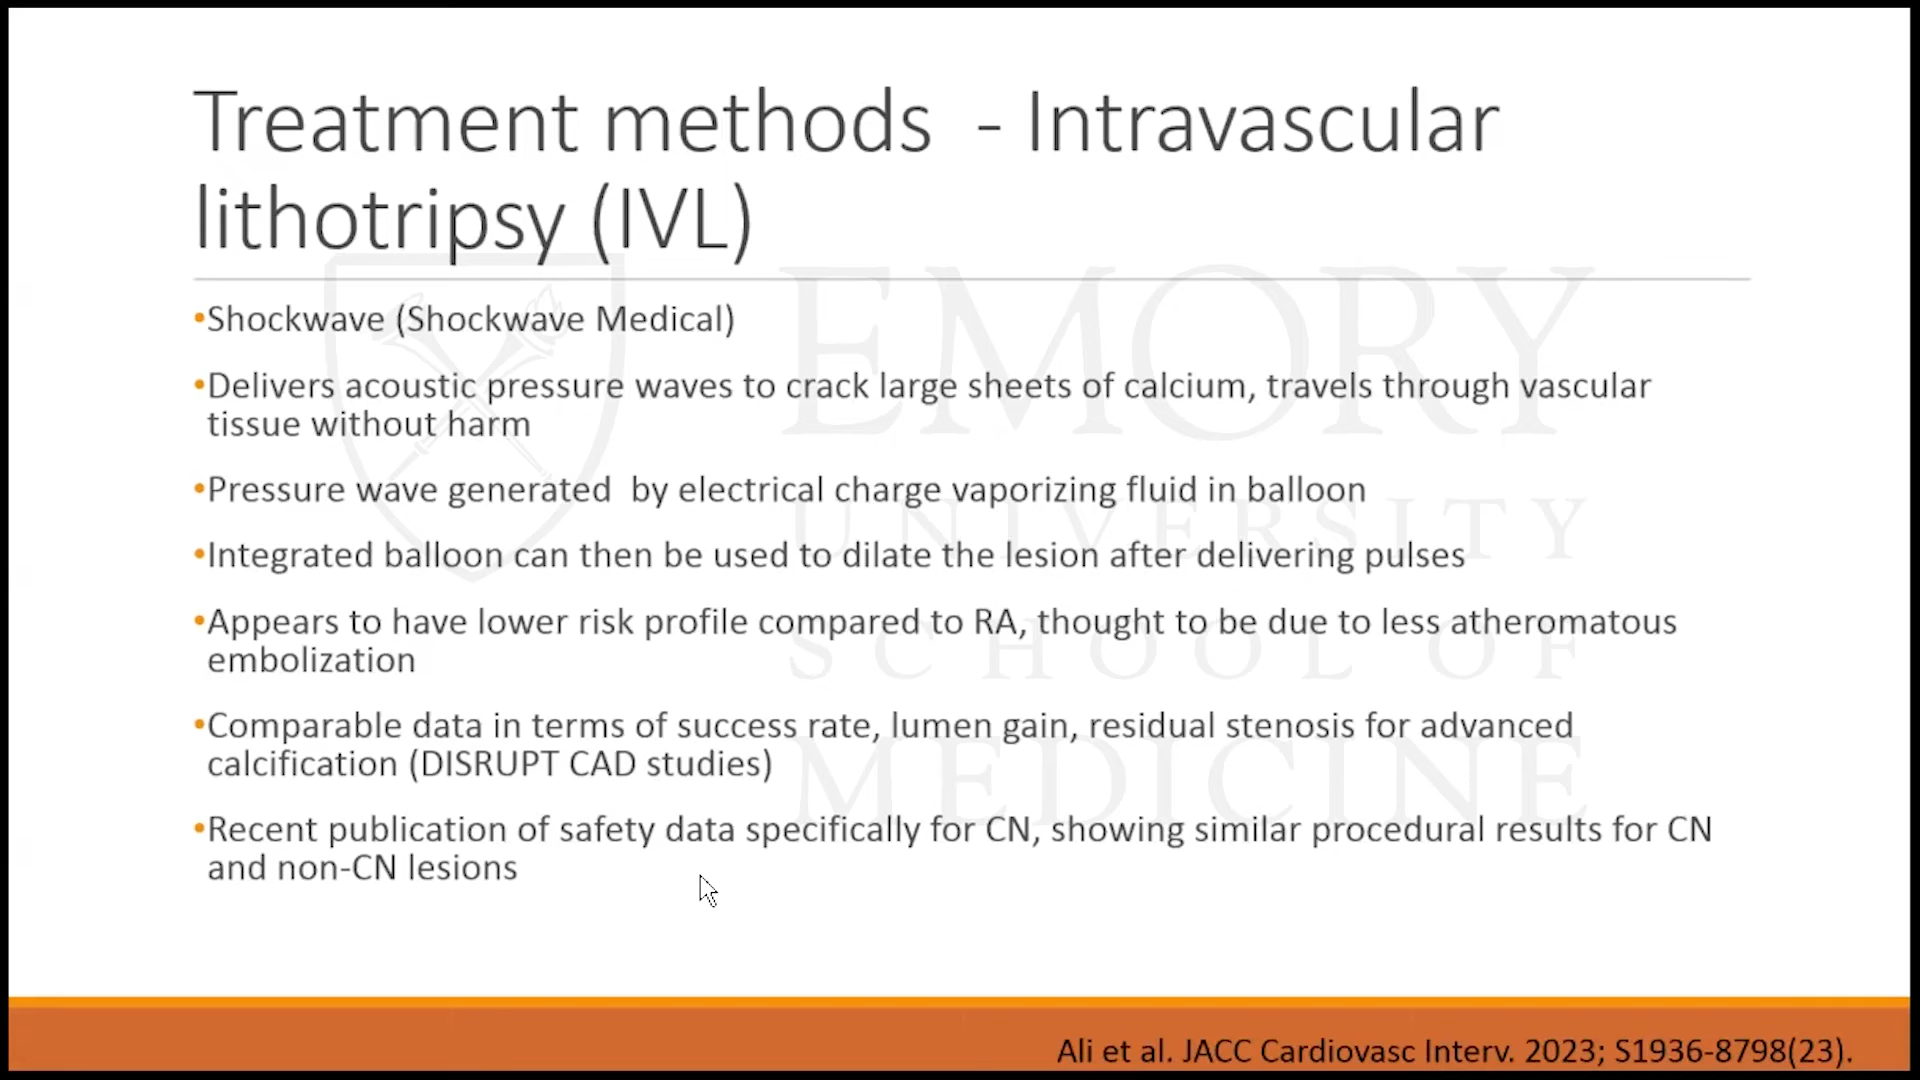 Treatment methods - Intravascular
lithotripsy (IVL)
•Shockwave (Shockwave Medical)
•Delivers acoustic pressure waves to crack large sheets of calcium, travels through vascular
tissue without harm
•Pressure wave generated by electrical charge vaporizing fluid in balloon
•Integrated balloon can then be used to dilate the lesion after delivering pulses
•Appears to have lower risk profile compared to RA, thought to be due to less atheromatous
embolization
•Comparable data in terms of success rate, lumen gain, residual stenosis for advanced
calcification (DISRUPT CAD studies)
•Recent publication of safety data specifically for CN, showing similar procedural results for CN
and non-CN lesions
EMORY
UNIVERSITY
SCHOOL OF
MEDICINE
Ali et al. JACC Cardiovasc Interv. 2023; S1936-8798(23).